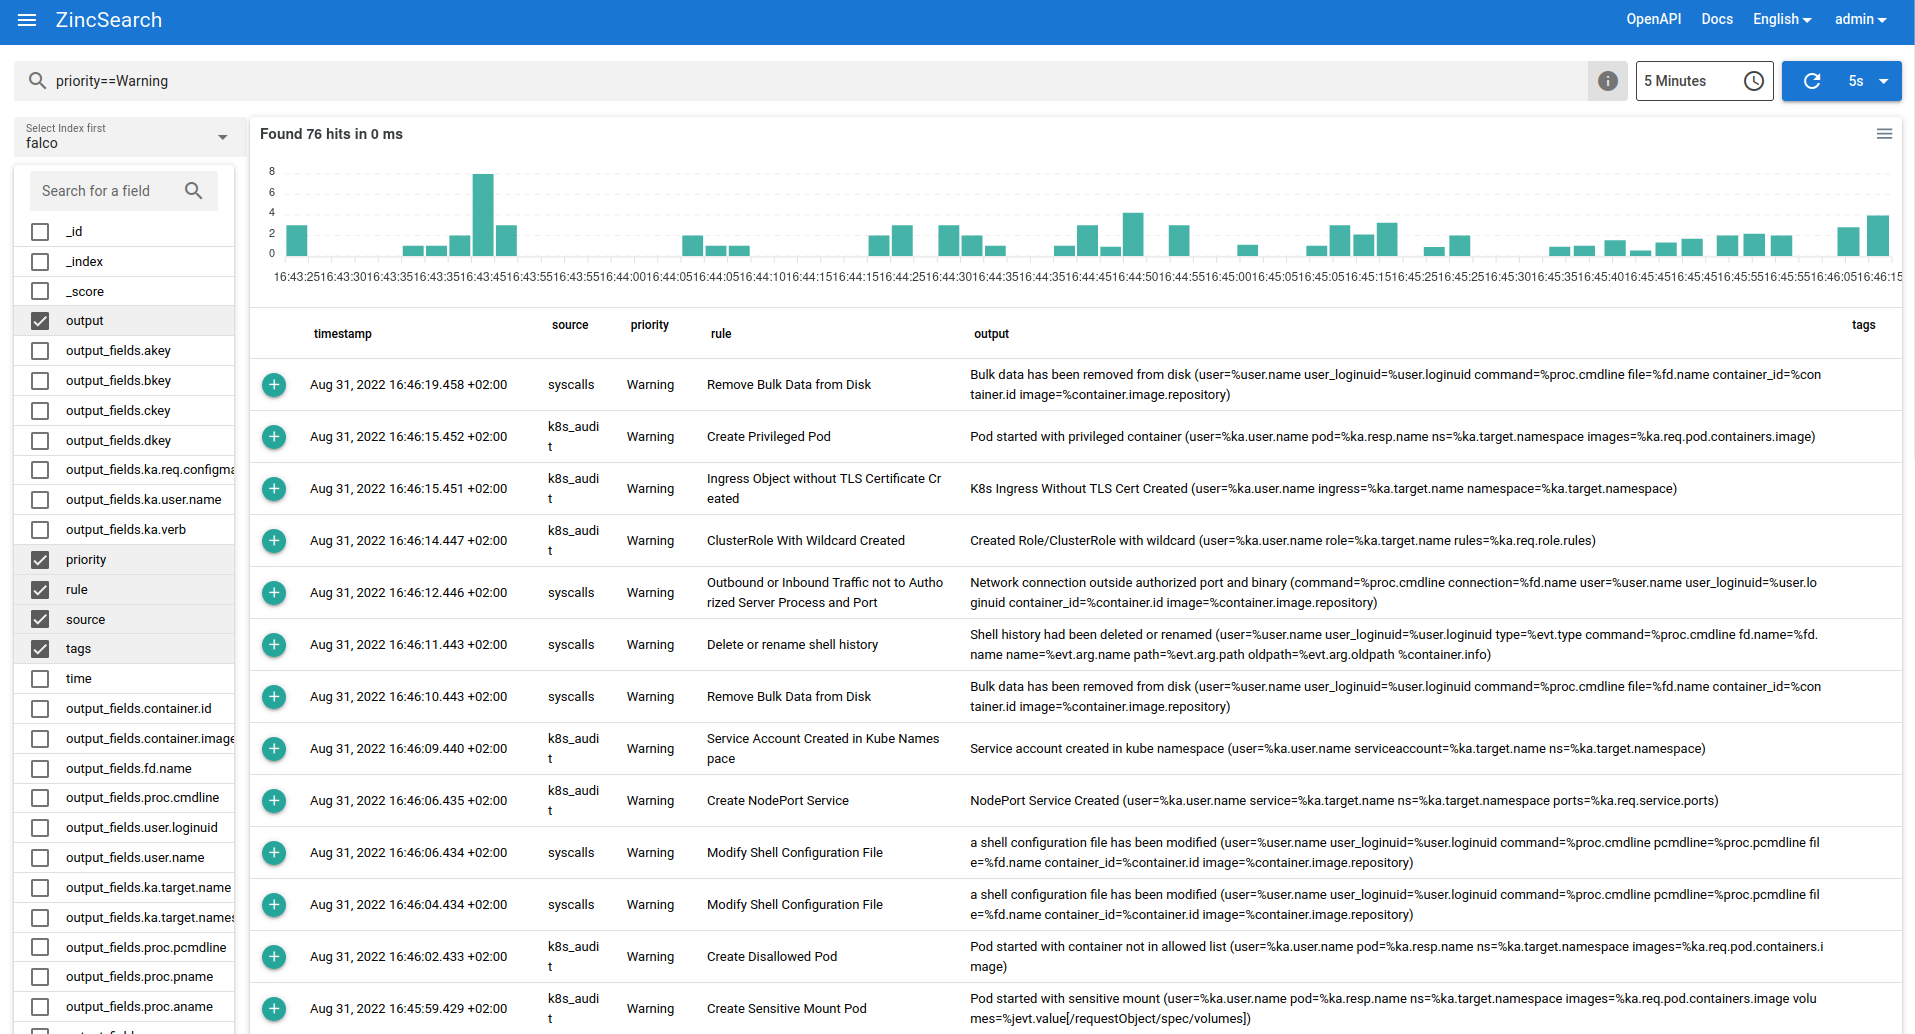 ZincSearch
OpenAPI Docs English admin
priority==Warning
5 Minutes
5s
Select Index first
falco
Search for a field
_id
_index
_score
output
output_fields.akey
output_fields.bkey
output_fields.ckey
output_fields.dkey
output_fields.ka.req.configma
output_fields.ka.user.name
output_fields.ka.verb
priority
rule
source
tags
time
output_fields.container.id
output_fields.container.image
output_fields.fd.name
output_fields.proc.cmdline
output_fields.user.loginuid
output_fields.user.name
output_fields.ka.target.name
output_fields.ka.target.names
output_fields.proc.pcmdline
output_fields.proc.pname
output_fields.proc.aname
Found 76 hits in 0 ms
8
6
4
2
0
16:43:25 16:43:30 16:43:35 16:43:35 16:43:45 16:43:55 16:43:55 16:44:00 16:44:05 16:44:10 16:44:15 16:44:15 16:44:25 16:44:30 16:44:35 16:44:35 16:44:45 16:44:50 16:44:55 16:45:00 16:45:05 16:45:05 16:45:15 16:45:25 16:45:25 16:45:30 16:45:35 16:45:40 16:45:45 16:45:45 16:45:55 16:45:55 16:46:05 16:46:15
timestamp source priority rule output tags
Aug 31, 2022 16:46:19.458 +02:00 syscalls Warning Remove Bulk Data from Disk Bulk data has been removed from disk (user=%user.name user_loginuid=%user.loginuid command=%proc.cmdline file=%fd.name container_id=%con
tainer.id image=%container.image.repository)
k8s_audi
t
Aug 31, 2022 16:46:15.452 +02:00 Warning Create Privileged Pod Pod started with privileged container (user=%ka.user.name pod=%ka.resp.name ns=%ka.target.namespace images=%ka.req.pod.containers.image)
k8s_audi
t
Aug 31, 2022 16:46:15.451 +02:00 Warning Ingress Object without TLS Certificate Cr
eated
K8s Ingress Without TLS Cert Created (user=%ka.user.name ingress=%ka.target.name namespace=%ka.target.namespace)
k8s_audi
t
Aug 31, 2022 16:46:14.447 +02:00 Warning ClusterRole With Wildcard Created Created Role/ClusterRole with wildcard (user=%ka.user.name role=%ka.target.name rules=%ka.req.role.rules)
Aug 31, 2022 16:46:12.446 +02:00 syscalls Warning Outbound or Inbound Traffic not to Autho
rized Server Process and Port
Network connection outside authorized port and binary (command=%proc.cmdline connection=%fd.name user=%user.name user_loginuid=%user.lo
ginuid container_id=%container.id image=%container.image.repository)
Aug 31, 2022 16:46:11.443 +02:00 syscalls Warning Delete or rename shell history Shell history had been deleted or renamed (user=%user.name user_loginuid=%user.loginuid type=%evt.type command=%proc.cmdline fd.name=%fd.
name name=%evt.arg.name path=%evt.arg.path oldpath=%evt.arg.oldpath %container.info)
Aug 31, 2022 16:46:10.443 +02:00 syscalls Warning Remove Bulk Data from Disk Bulk data has been removed from disk (user=%user.name user_loginuid=%user.loginuid command=%proc.cmdline file=%fd.name container_id=%con
tainer.id image=%container.image.repository)
k8s_audi
t
Aug 31, 2022 16:46:09.440 +02:00 Warning Service Account Created in Kube Names
pace
Service account created in kube namespace (user=%ka.user.name serviceaccount=%ka.target.name ns=%ka.target.namespace)
k8s_audi
t
Aug 31, 2022 16:46:06.435 +02:00 Warning Create NodePort Service NodePort Service Created (user=%ka.user.name service=%ka.target.name ns=%ka.target.namespace ports=%ka.req.service.ports)
Aug 31, 2022 16:46:06.434 +02:00 syscalls Warning Modify Shell Configuration File a shell configuration file has been modified (user=%user.name user_loginuid=%user.loginuid command=%proc.cmdline pcmdline=%proc.pcmdline fil
e=%fd.name container_id=%container.id image=%container.image.repository)
Aug 31, 2022 16:46:04.434 +02:00 syscalls Warning Modify Shell Configuration File a shell configuration file has been modified (user=%user.name user_loginuid=%user.loginuid command=%proc.cmdline pcmdline=%proc.pcmdline fil
e=%fd.name container_id=%container.id image=%container.image.repository)
k8s_audi
t
Aug 31, 2022 16:46:02.433 +02:00 Warning Create Disallowed Pod Pod started with container not in allowed list (user=%ka.user.name pod=%ka.resp.name ns=%ka.target.namespace images=%ka.req.pod.containers.i
mage)
k8s_audi
t
Aug 31, 2022 16:45:59.429 +02:00 Warning Create Sensitive Mount Pod Pod started with sensitive mount (user=%ka.user.name pod=%ka.resp.name ns=%ka.target.namespace images=%ka.req.pod.containers.image volu
mes=%jevt.value[/requestObject/spec/volumes])